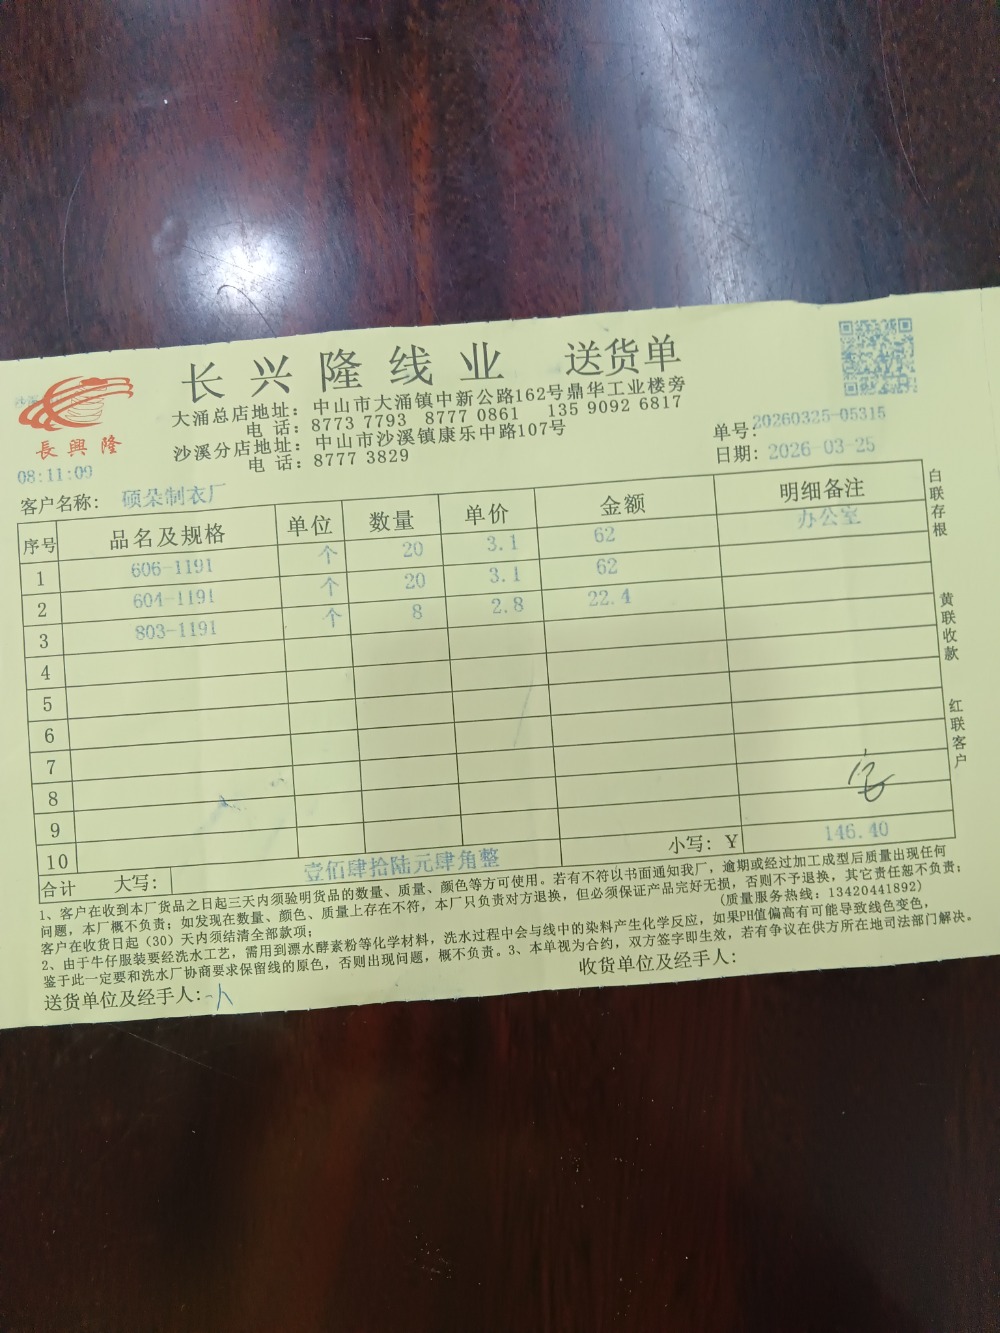 长兴隆线业 送货单
長興隆
大涌总店地址：中山市大涌镇中新公路162号鼎华工业楼旁
电 话：8773 7793 8777 0861 135 9092 6817
沙溪分店地址：中山市沙溪镇康乐中路107号
电 话：8777 3829
单号：20260325-05315
日期：2026-03-25
08:11:09
客户名称：硕朵制衣厂
序号 品名及规格 单位 数量 单价 金额 明细备注
1 606-1191 个 20 3.1 62 办公室
2 604-1191 个 20 3.1 62
3 803-1191 个 8 2.8 22.4
4
5
6
7
8
9
10
合计 大写：壹佰肆拾陆元肆角整 小写：¥ 146.40
白联存根
黄联收款
红联客户
1、客户在收到本厂货品之日起三天内须验明货品的数量、质量、颜色等方可使用。若有不符以书面通知我厂，逾期或经过加工成型后质量出现任何
问题，本厂概不负责；如发现在数量、颜色、质量上存在不符，本厂只负责对方退换，但必须保证产品完好无损，否则不予退换，其它责任恕不负责；
客户在收货日起（30）天内须结清全部款项； （质量服务热线：13420441892）
2、由于牛仔服装要经洗水工艺，需用到漂水酵素粉等化学材料，洗水过程中会与线中的染料产生化学反应，如果PH值偏高有可能导致线色变色，
鉴于此一定要和洗水厂协商要求保留线的原色，否则出现问题，概不负责。3、本单视为合约，双方签字即生效，若有争议在供方所在地司法部门解决。
送货单位及经手人： 收货单位及经手人：